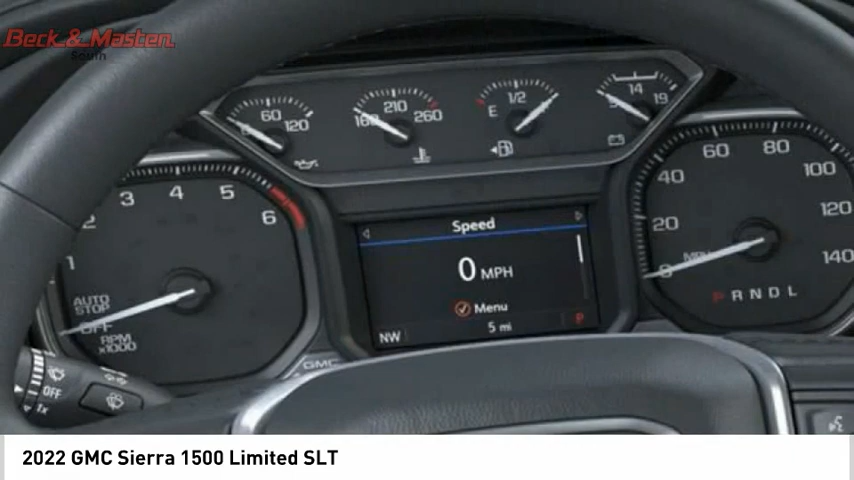 Beck & Masten
South
60
120
160
210
260
E
1/2
14
19
1
2
3
4
5
6
AUTO
STOP
OFF
RPM
x1000
GMC
Speed
0 MPH
Menu
5 mi
NW
P
0
20
40
60
80
100
120
140
MPH
P R N D L
OFF
1x
2022 GMC Sierra 1500 Limited SLT